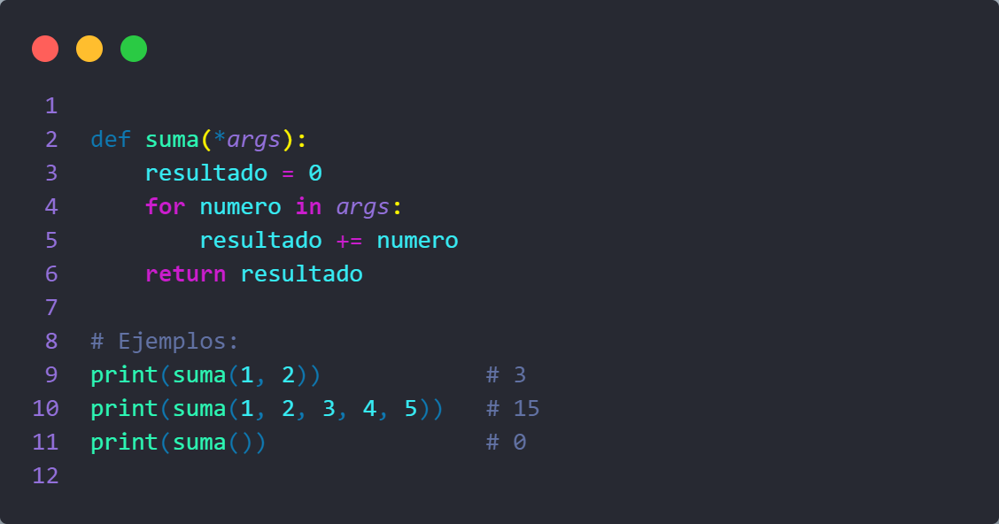 1
2 def suma(*args):
3     resultado = 0
4     for numero in args:
5         resultado += numero
6     return resultado
7
8 # Ejemplos:
9 print(suma(1, 2))            # 3
10 print(suma(1, 2, 3, 4, 5))   # 15
11 print(suma())                # 0
12